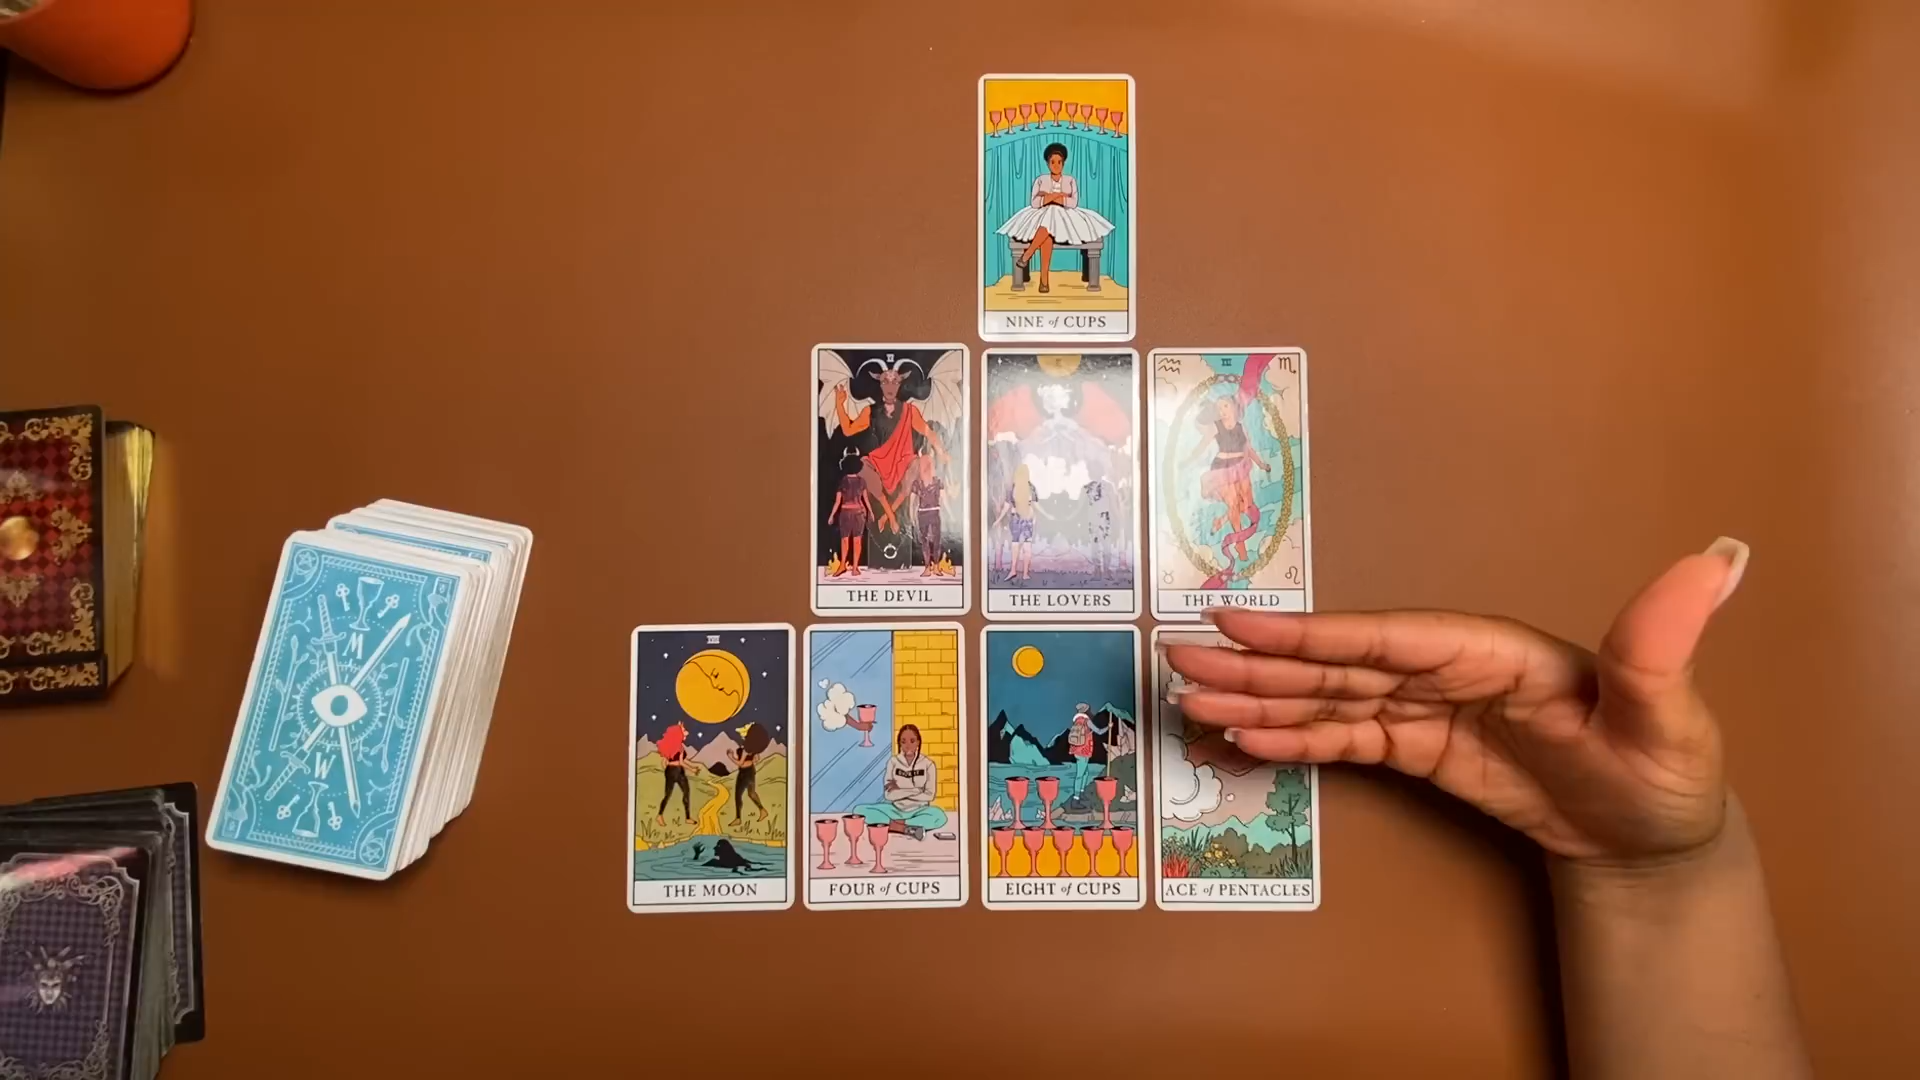 NINE of CUPS
THE DEVIL
THE LOVERS
THE WORLD
THE MOON
FOUR of CUPS
EIGHT of CUPS
ACE of PENTACLES
M
W